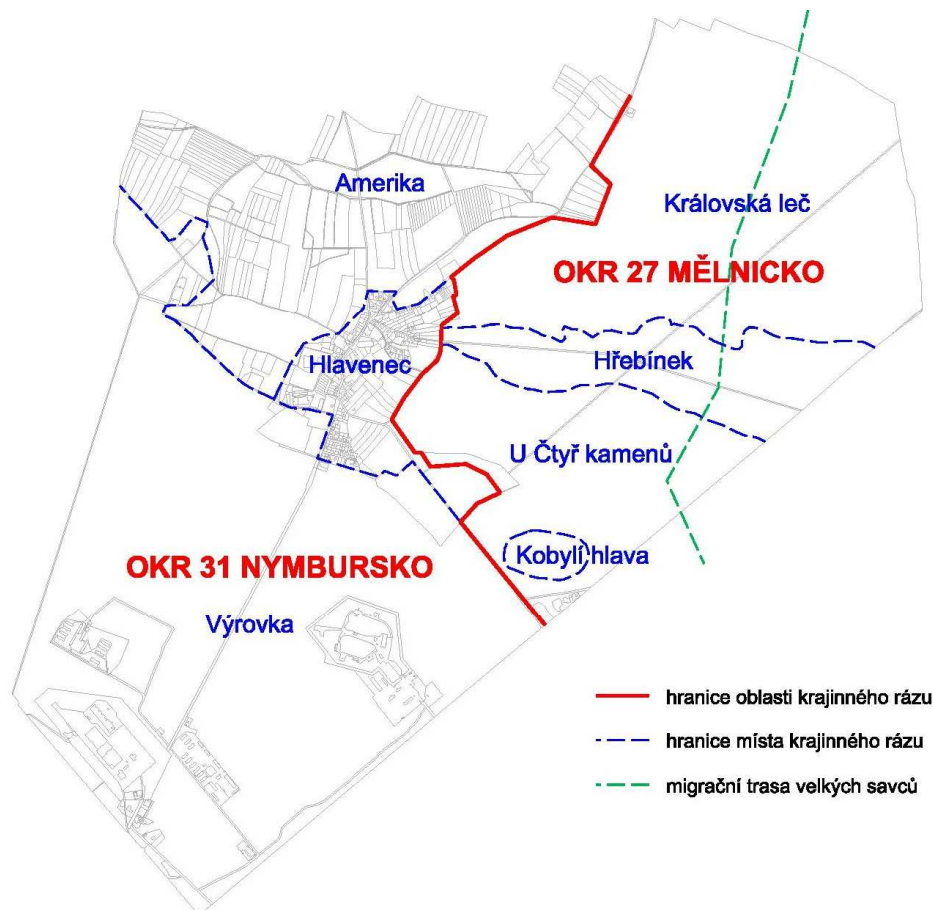 Amerika
Královská leč
OKR 27 MĚLNICKO
Hlavenec
Hřebínek
U Čtyř kamenů
Kobylí hlava
OKR 31 NYMBURSKO
Výrovka
hranice oblasti krajinného rázu
hranice místa krajinného rázu
migrační trasa velkých savců